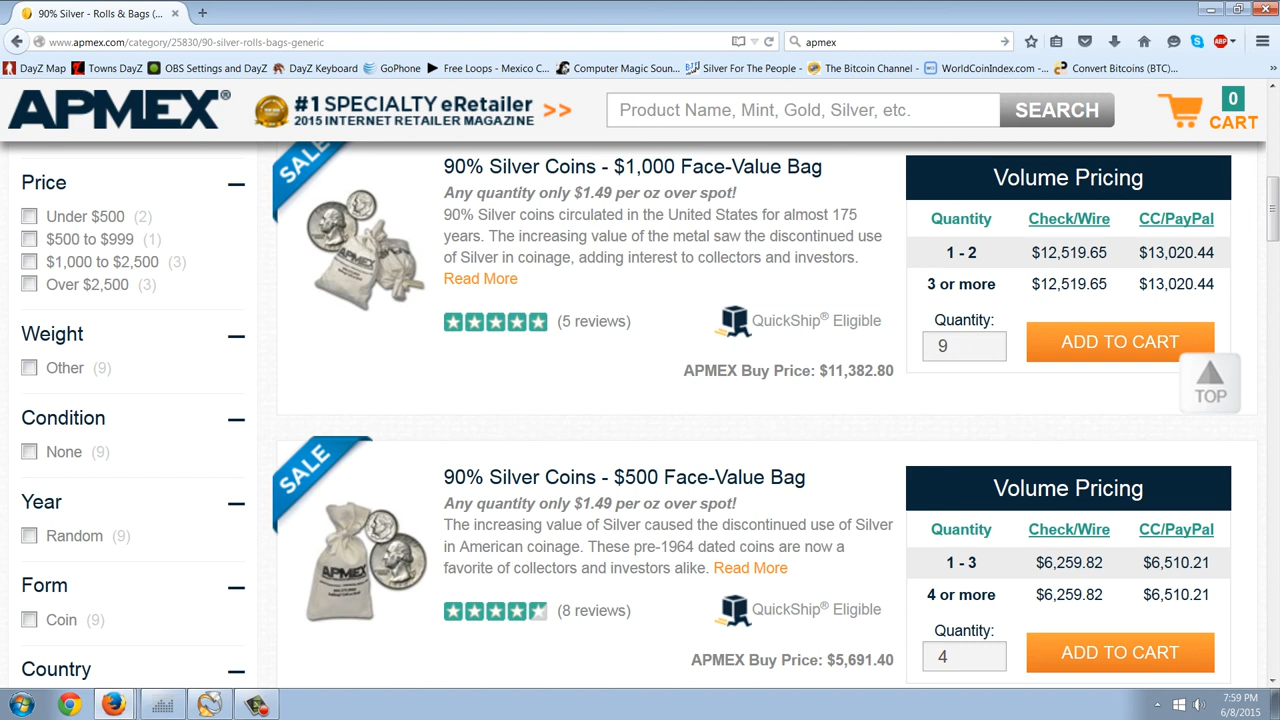 90% Silver - Rolls & Bags (...
www.apmex.com/category/25830/90-silver-rolls-bags-generic
apmex
ABP
DayZ Map
Towns DayZ
OBS Settings and DayZ
DayZ Keyboard
GoPhone
Free Loops - Mexico C...
Computer Magic Soun...
Silver For The People - ...
The Coin Channel - ...
WorldCoinIndex.com -...
Convert Bitcoins (BTC)...
APMEX®
#1 SPECIALTY eRetailer
2015 INTERNET RETAILER MAGAZINE
>>
Product Name, Mint, Gold, Silver, etc.
SEARCH
0
CART
Price
Under $500 (2)
$500 to $999 (1)
$1,000 to $2,500 (3)
Over $2,500 (3)
Weight
Other (9)
Condition
None (9)
Year
Random (9)
Form
Coin (9)
Country
SALE
APMEX
90% Silver Coins - $1,000 Face-Value Bag
Any quantity only $1.49 per oz over spot!
90% Silver coins circulated in the United States for almost 175
years. The increasing value of the metal saw the discontinued use
of Silver in coinage, adding interest to collectors and investors.
Read More
(5 reviews)
QuickShip® Eligible
APMEX Buy Price: $11,382.80
Volume Pricing
Quantity Check/Wire CC/PayPal
1 - 2 $12,519.65 $13,020.44
3 or more $12,519.65 $13,020.44
Quantity:
9
ADD TO CART
TOP
SALE
APMEX
90% Silver Coins - $500 Face-Value Bag
Any quantity only $1.49 per oz over spot!
The increasing value of Silver caused the discontinued use of Silver
in American coinage. These pre-1964 dated coins are now a
favorite of collectors and investors alike. Read More
(8 reviews)
QuickShip® Eligible
APMEX Buy Price: $5,691.40
Volume Pricing
Quantity Check/Wire CC/PayPal
1 - 3 $6,259.82 $6,510.21
4 or more $6,259.82 $6,510.21
Quantity:
4
ADD TO CART
7:59 PM
6/8/2015